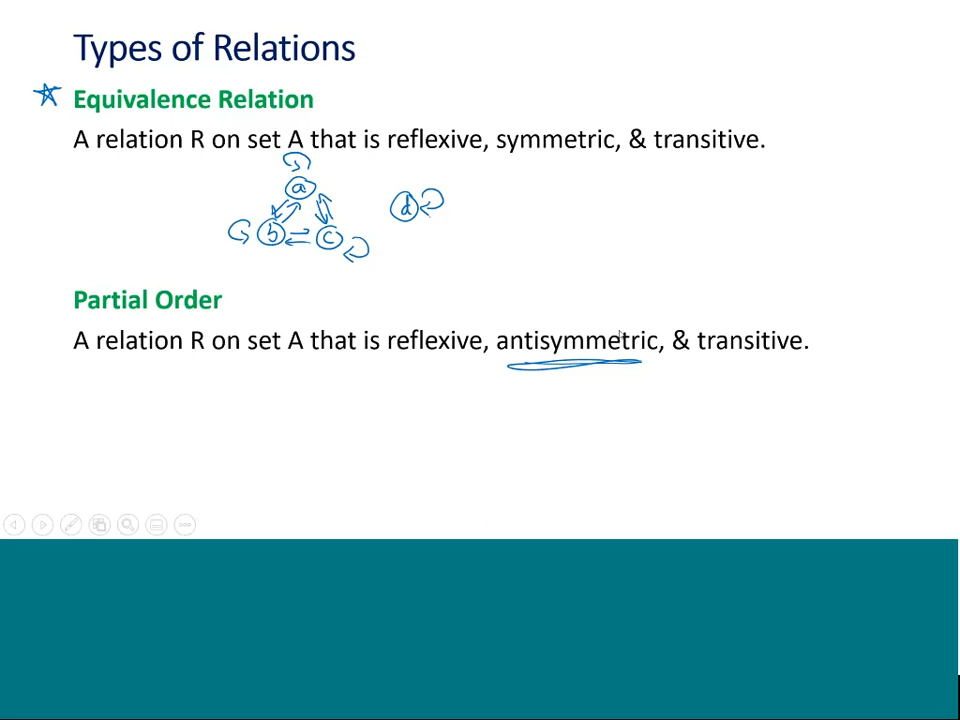 Types of Relations
Equivalence Relation
A relation R on set A that is reflexive, symmetric, & transitive.
a
d
b
c
Partial Order
A relation R on set A that is reflexive, antisymmetric, & transitive.